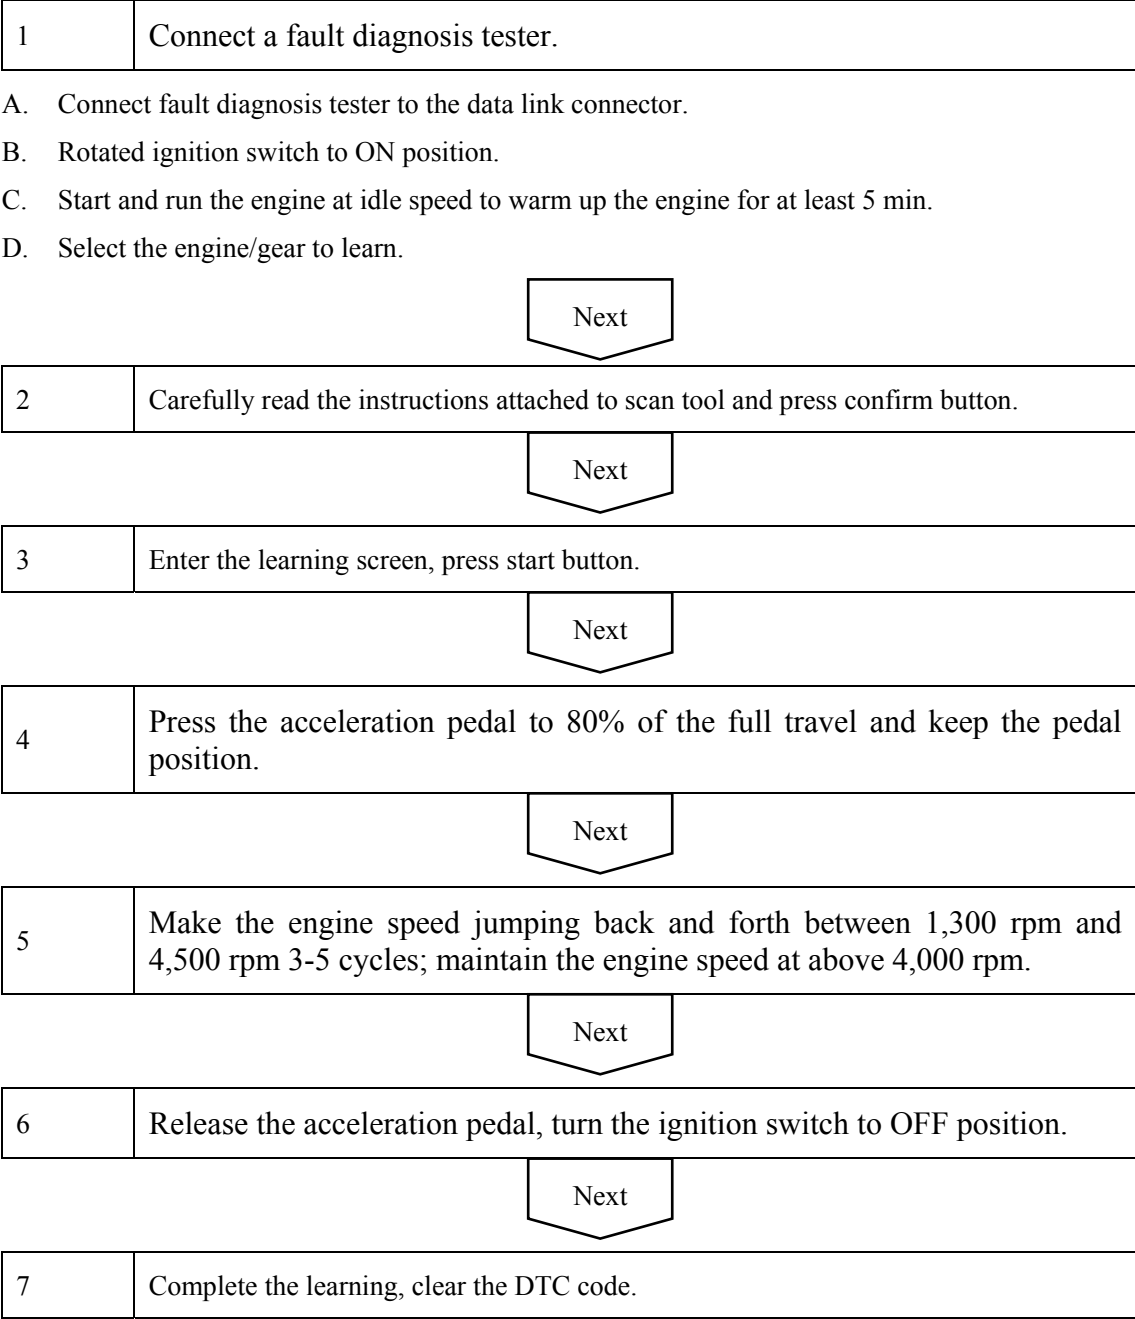 1 Connect a fault diagnosis tester.
A. Connect fault diagnosis tester to the data link connector.
B. Rotated ignition switch to ON position.
C. Start and run the engine at idle speed to warm up the engine for at least 5 min.
D. Select the engine/gear to learn.
Next
2 Carefully read the instructions attached to scan tool and press confirm button.
Next
3 Enter the learning screen, press start button.
Next
4 Press the acceleration pedal to 80% of the full travel and keep the pedal
position.
Next
5 Make the engine speed jumping back and forth between 1,300 rpm and
4,500 rpm 3-5 cycles; maintain the engine speed at above 4,000 rpm.
Next
6 Release the acceleration pedal, turn the ignition switch to OFF position.
Next
7 Complete the learning, clear the DTC code.